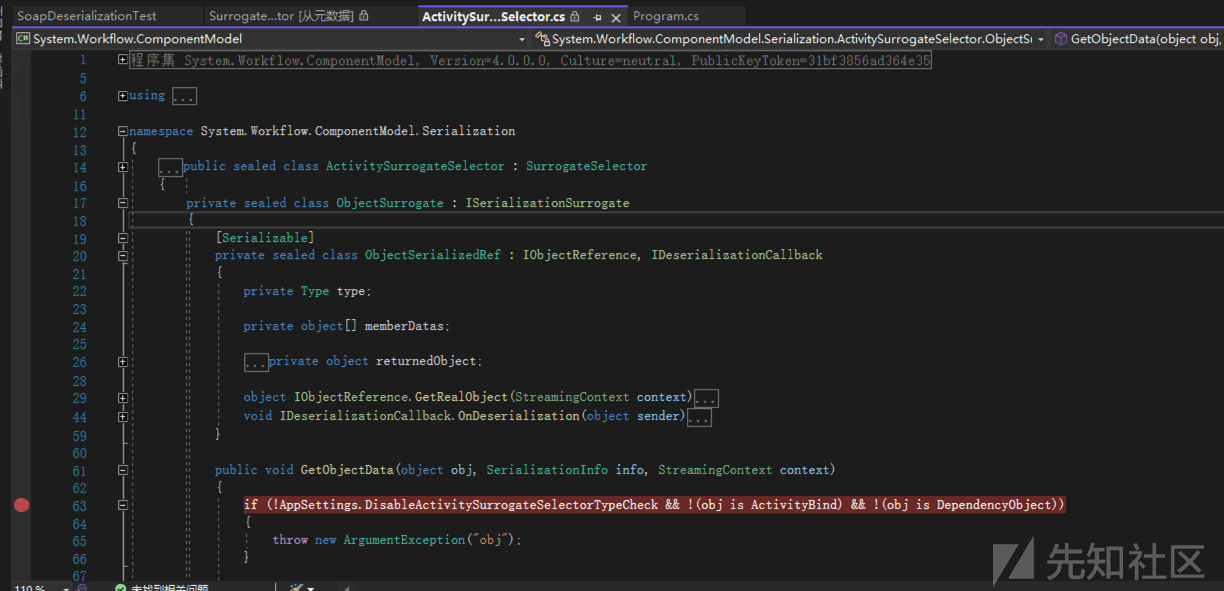 SoapDeserializationTest Surrogate...tor [从元数据] ActivitySur...Selector.cs Program.cs
C# System.Workflow.ComponentModel System.Workflow.ComponentModel.Serialization.ActivitySurrogateSelector.ObjectSu GetObjectData(object obj,
1 程序集 System.Workflow.ComponentModel, Version=4.0.0.0, Culture=neutral, PublicKeyToken=31bf3856ad364e35
5
6 using ...
11
12 namespace System.Workflow.ComponentModel.Serialization
13 {
14 ...public sealed class ActivitySurrogateSelector : SurrogateSelector
16 {
17 private sealed class ObjectSurrogate : ISerializationSurrogate
18 {
19 [Serializable]
20 private sealed class ObjectSerializedRef : IObjectReference, IDeserializationCallback
21 {
22 private Type type;
23
24 private object[] memberDatas;
25
26 ...private object returnedObject;
28
29 object IObjectReference.GetRealObject(StreamingContext context)...
44 void IDeserializationCallback.OnDeserialization(object sender)...
59 }
60
61 public void GetObjectData(object obj, SerializationInfo info, StreamingContext context)
62 {
63 if (!AppSettings.DisableActivitySurrogateSelectorTypeCheck && !(obj is ActivityBind) && !(obj is DependencyObject))
64 {
65 throw new ArgumentException("obj");
66 }
67
110 % 未找到相关问题
先知社区